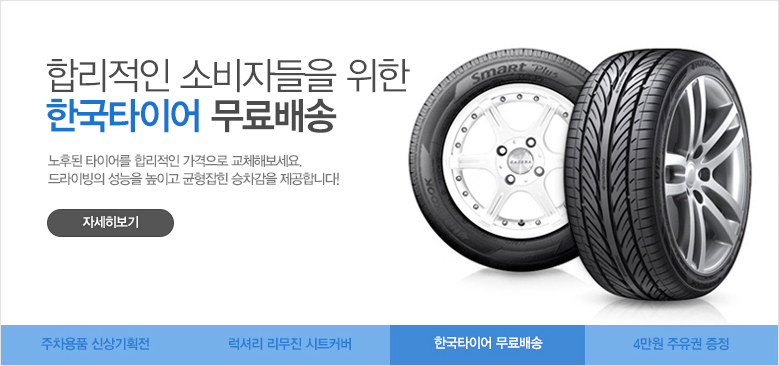 합리적인 소비자들을 위한
한국타이어 무료배송
노후된 타이어를 합리적인 가격으로 교체해보세요.
드라이빙의 성능을 높이고 균형잡힌 승차감을 제공합니다!
자세히보기
smart Plus
주차용품 신상기획전
럭셔리 리무진 시트커버
한국타이어 무료배송
4만원 주유권 증정